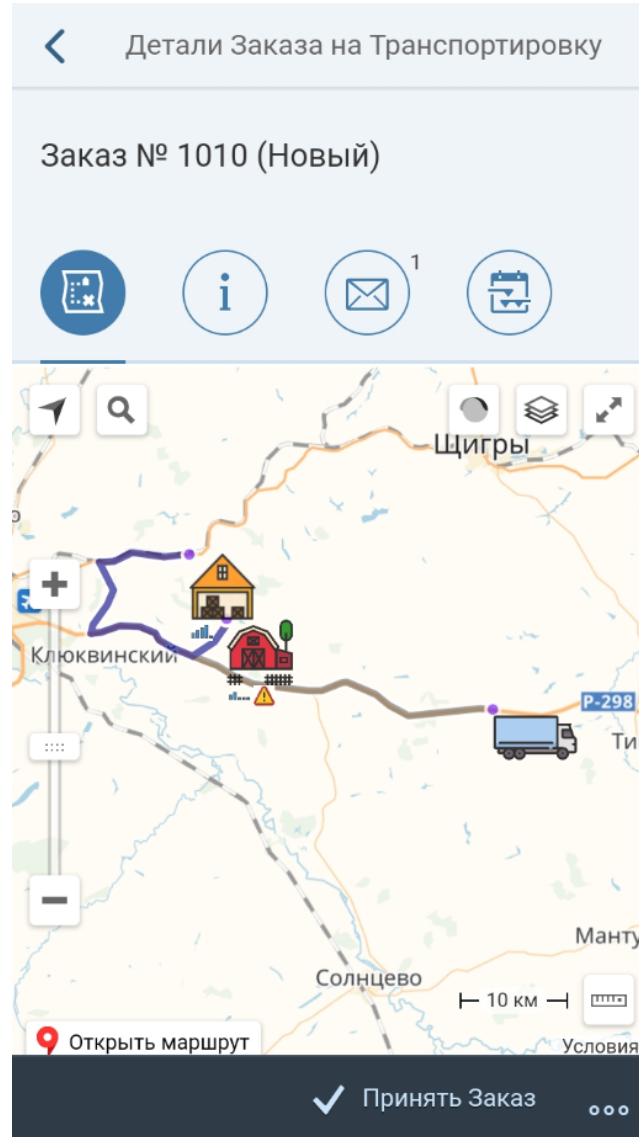 Детали Заказа на Транспортировку
Заказ № 1010 (Новый)
i
1
Щигры
о
Клюквинский
Р-298
Ти
Манту
Солнцево
10 км
Открыть маршрут
Условия
Принять Заказ